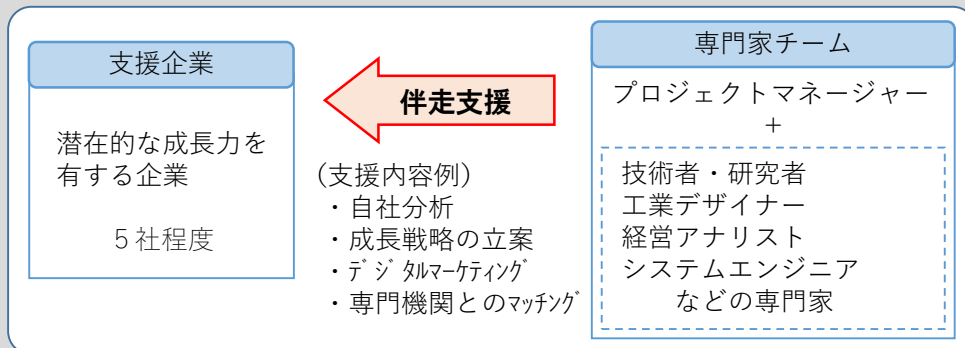 支援企業
潜在的な成長力を
有する企業
５社程度
伴走支援
(支援内容例)
・自社分析
・成長戦略の立案
・ﾃﾞｼﾞﾀﾙﾏｰｹﾃｨﾝｸﾞ
・専門機関とのﾏｯﾁﾝｸﾞ
専門家チーム
プロジェクトマネージャー
+
技術者・研究者
工業デザイナー
経営アナリスト
システムエンジニア
などの専門家